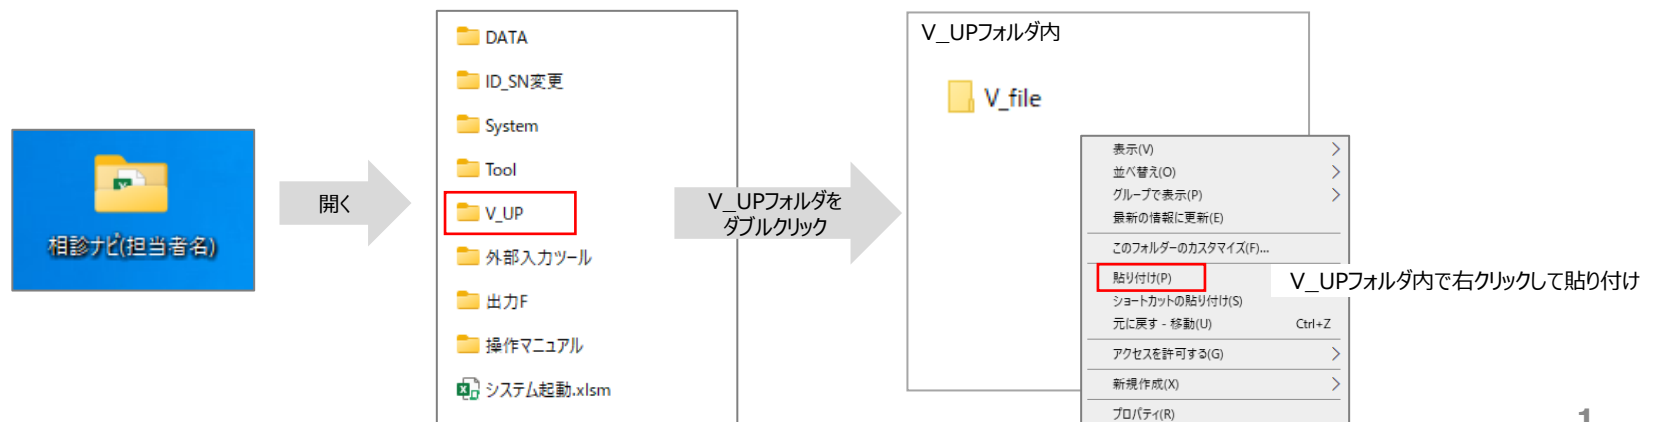 相診ナビ(担当者名)
開く
DATA
ID_SN変更
System
Tool
V_UP
外部入力ツール
出力F
操作マニュアル
システム起動.xlsm
V_UPフォルダを
ダブルクリック
V_UPフォルダ内
V_file
表示(V)
並べ替え(O)
グループで表示(P)
最新の情報に更新(E)
このフォルダーのカスタマイズ(F)...
貼り付け(P)
ショートカットの貼り付け(S)
元に戻す - 移動(U) Ctrl+Z
アクセスを許可する(G)
新規作成(X)
プロパティ(R)
V_UPフォルダ内で右クリックして貼り付け
1